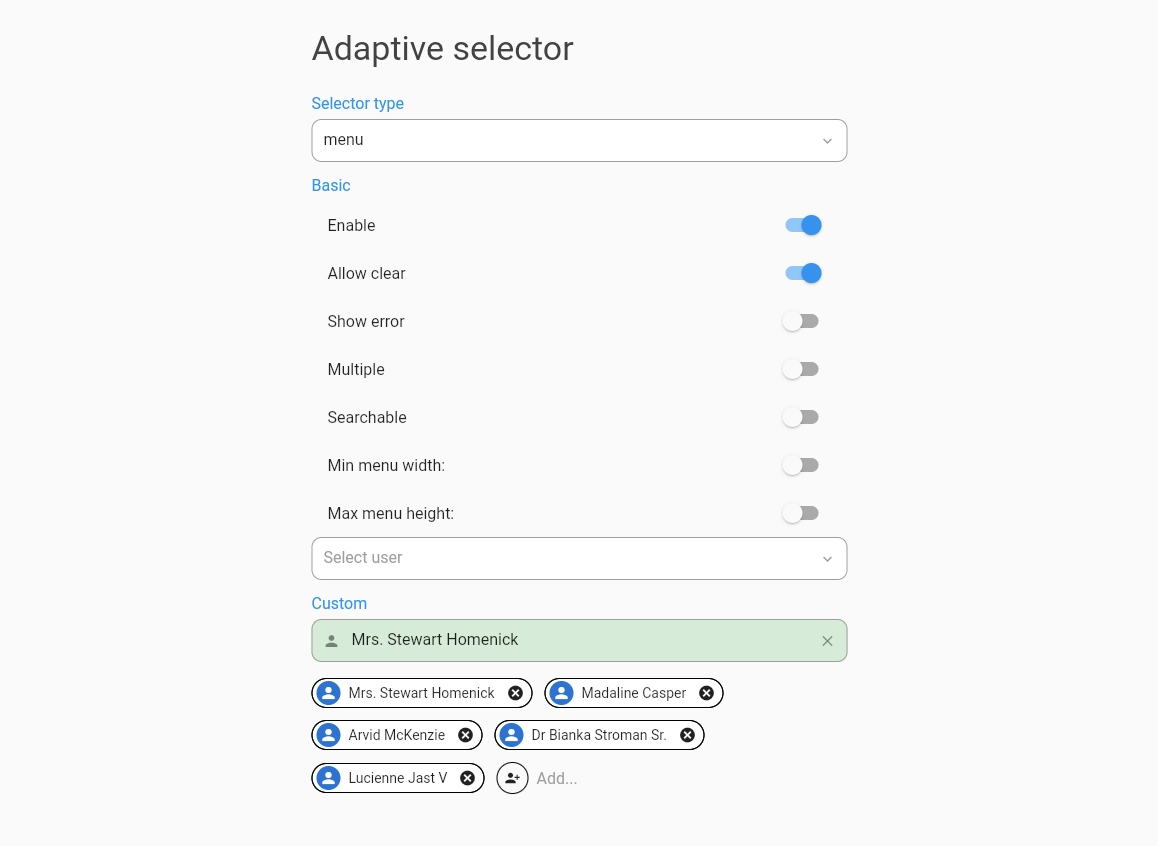 Adaptive selector
Selector type
menu
Basic
Enable
Allow clear
Show error
Multiple
Searchable
Min menu width:
Max menu height:
Select user
Custom
Mrs. Stewart Homenick
Mrs. Stewart Homenick Madaline Casper
Arvid McKenzie Dr Bianka Stroman Sr.
Lucienne Jast V Add...